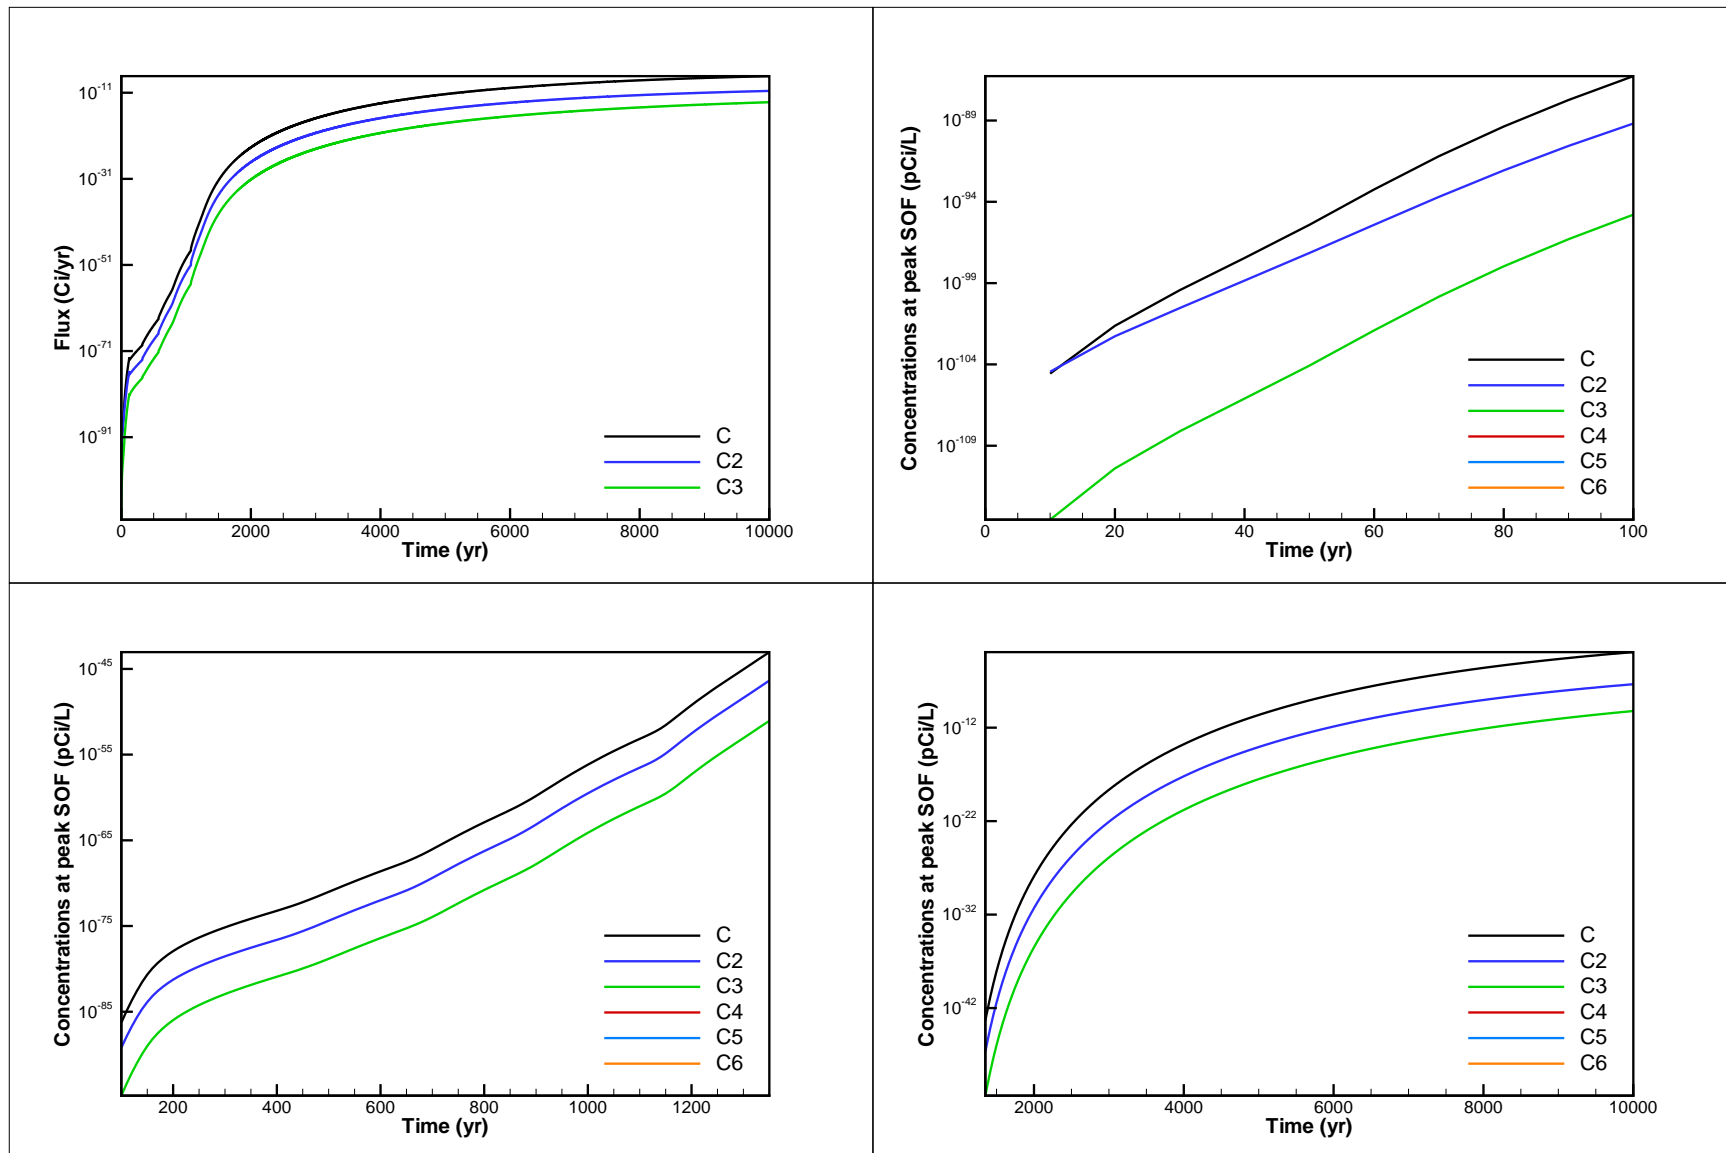 Flux (Ci/yr)
10^-11
10^-31
10^-51
10^-71
10^-91
C
C2
C3
0 2000 4000 6000 8000 10000
Time (yr)
Concentrations at peak SOF (pCi/L)
10^-89
10^-94
10^-99
10^-104
10^-109
C
C2
C3
C4
C5
C6
0 20 40 60 80 100
Time (yr)
Concentrations at peak SOF (pCi/L)
10^-45
10^-55
10^-65
10^-75
10^-85
C
C2
C3
C4
C5
C6
200 400 600 800 1000 1200
Time (yr)
Concentrations at peak SOF (pCi/L)
10^-12
10^-22
10^-32
10^-42
C
C2
C3
C4
C5
C6
2000 4000 6000 8000 10000
Time (yr)